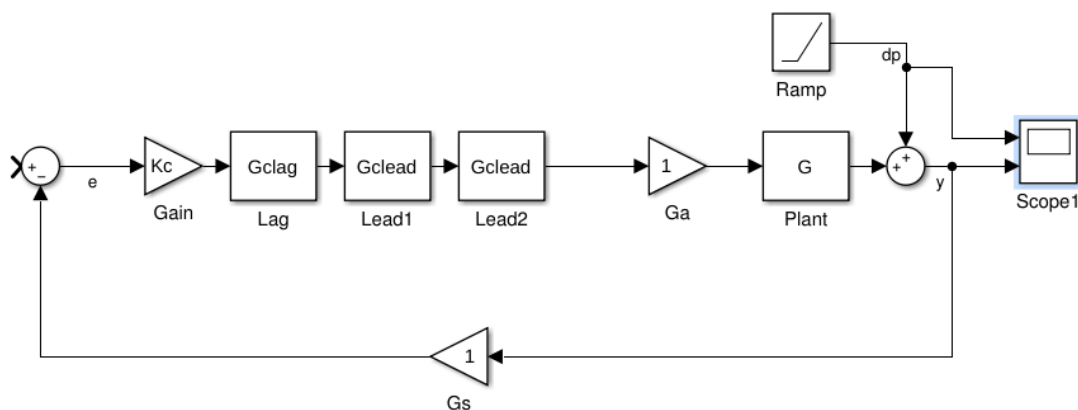 dp
Ramp
+
−
e
Kc
Gain
Gclag
Lag
Gclead
Lead1
Gclead
Lead2
1
Ga
G
Plant
+
+
y
Scope1
1
Gs